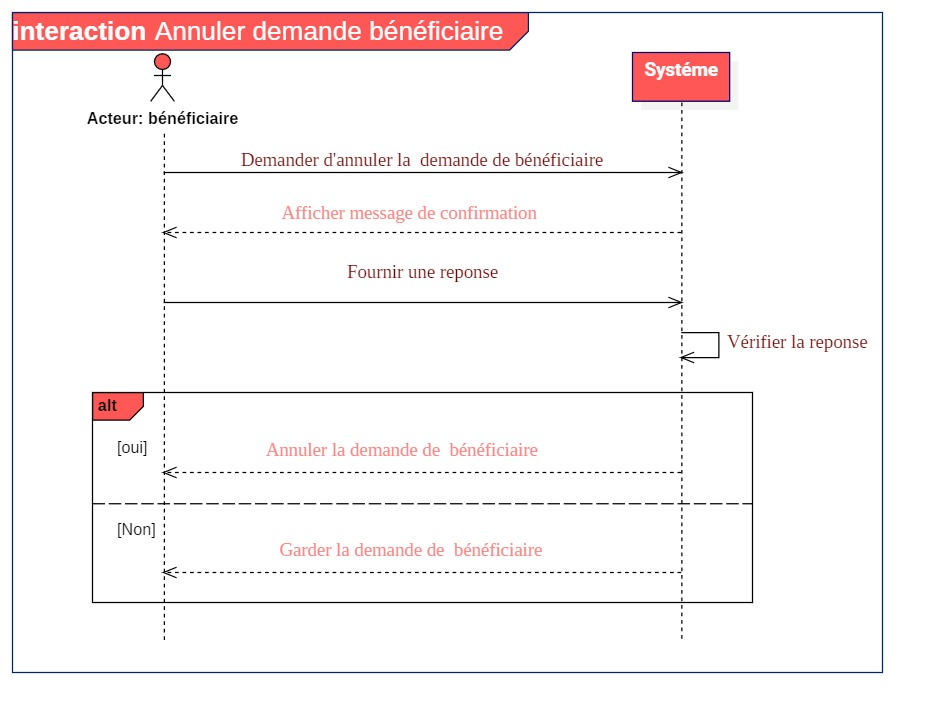 interaction Annuler demande bénéficiaire
Systéme
Acteur: bénéficiaire
Demander d'annuler la demande de bénéficiaire
Afficher message de confirmation
Fournir une reponse
Vérifier la reponse
alt
[oui]
Annuler la demande de bénéficiaire
[Non]
Garder la demande de bénéficiaire